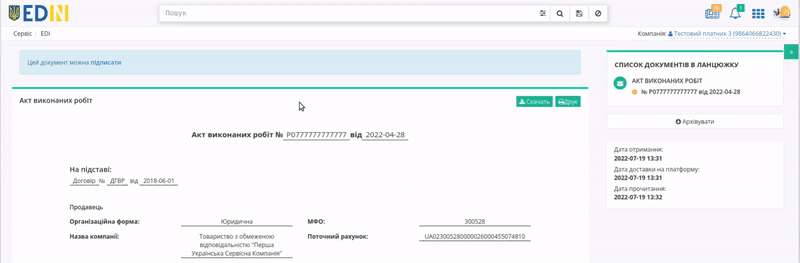 EDIN
Пошук
Сервіс / EDI
Компанія: Тестовий платник 3 (9864066822430)
Цей документ можна підписати
Акт виконаних робіт
Скачать
Друк
Акт виконаних робіт № P0777777777777 від 2022-04-28
На підставі:
Договір № ДГВР від 2018-06-01
Продавець
Організаційна форма: Юридична МФО: 300528
Назва компанії: Товариство з обмеженою відповідальністю "Перша Українська Сервісна Компанія" Поточний рахунок: UA023005280000026000455074810
СПИСОК ДОКУМЕНТІВ В ЛАНЦЮЖКУ
АКТ ВИКОНАНИХ РОБІТ
№ P0777777777777 від 2022-04-28
Архівувати
Дата отримання:
2022-07-19 13:31
Дата доставки на платформу:
2022-07-19 13:31
Дата прочитання:
2022-07-19 13:32